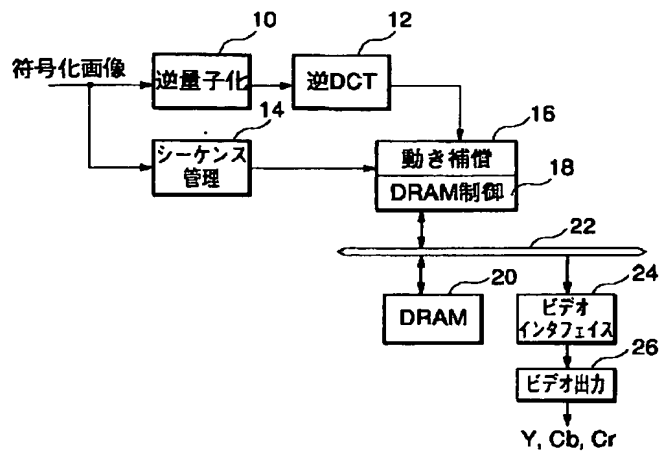 10
12
符号化画像
逆量子化
逆DCT
14
シーケンス
管理
16
動き補償
18
DRAM制御
22
20
DRAM
24
ビデオ
インタフェイス
26
ビデオ出力
Y, Cb, Cr